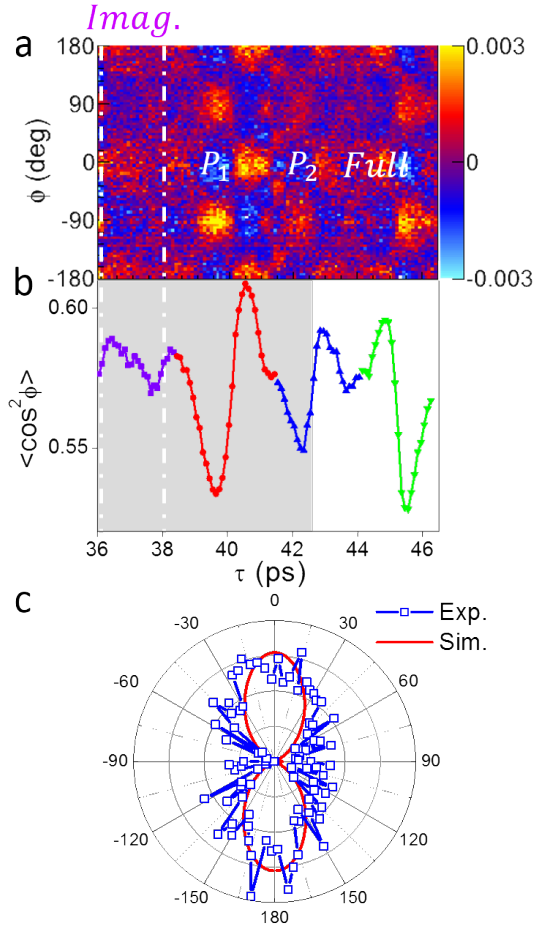 Imag.
a
180
90
0
-90
-180
ϕ (deg)
P₁ P₂ Full
0.003
0
-0.003
b
0.60
0.55
<cos²ϕ>
36 38 40 42 44 46
τ (ps)
c
Exp.
Sim.
0
30
60
90
120
150
180
-150
-120
-90
-60
-30